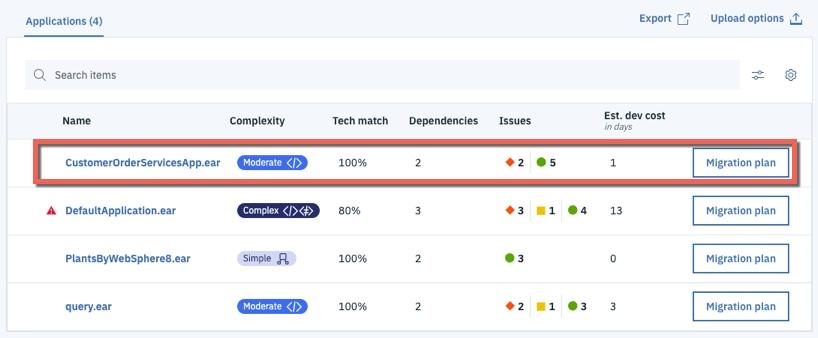 Applications (4)
Export
Upload options
Search items
Name Complexity Tech match Dependencies Issues Est. dev cost
in days
CustomerOrderServicesApp.ear Moderate </> 100% 2 2 5 1 Migration plan
DefaultApplication.ear Complex 80% 3 3 1 4 13 Migration plan
PlantsByWebSphere8.ear Simple 100% 2 3 0 Migration plan
query.ear Moderate </> 100% 2 2 1 3 3 Migration plan